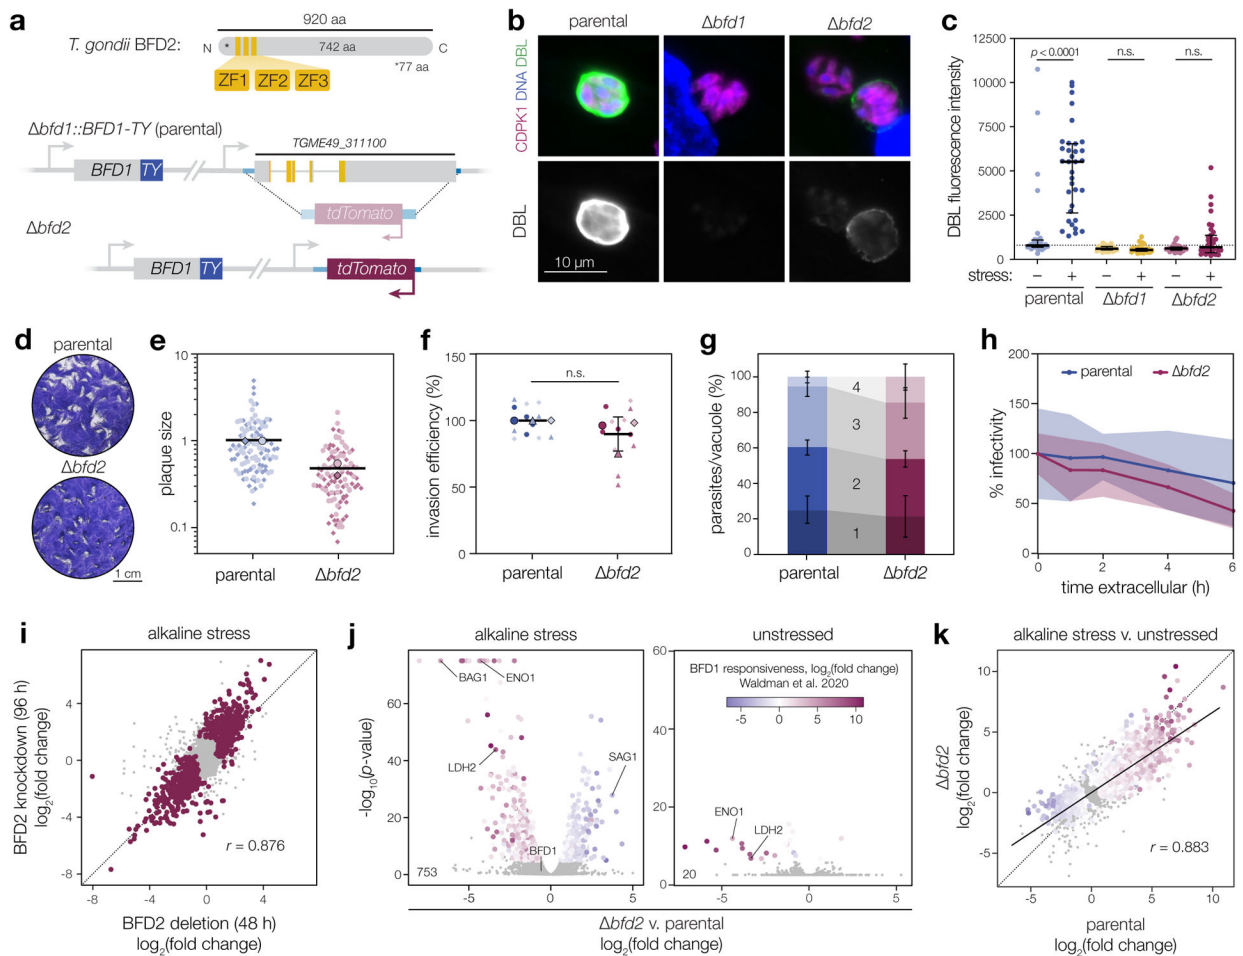 a
920 aa
T. gondii BFD2:
N
*
742 aa
C
*77 aa
ZF1 ZF2 ZF3
Δbfd1::BFD1-TY (parental)
TGME49_311100
BFD1 TY
tdTomato
Δbfd2
BFD1 TY
tdTomato
b
parental
Δbfd1
Δbfd2
CDPK1 DNA DBL
DBL
10 µm
c
DBL fluorescence intensity
12500
10000
7500
5000
2500
0
p < 0.0001
n.s.
n.s.
stress: – + – + – +
parental Δbfd1 Δbfd2
d
parental
Δbfd2
1 cm
e
plaque size
10
1
0.1
parental Δbfd2
f
invasion efficiency (%)
150
100
50
0
n.s.
parental Δbfd2
g
parasites/vacuole (%)
100
80
60
40
20
0
4
3
2
1
parental Δbfd2
h
% infectivity
200
150
100
50
0
parental Δbfd2
0 2 4 6
time extracellular (h)
i
alkaline stress
BFD2 knockdown (96 h)
log2(fold change)
4
0
-4
-8
r = 0.876
-8 -4 0 4
BFD2 deletion (48 h)
log2(fold change)
j
alkaline stress
-log10(p-value)
60
40
20
0
BAG1
ENO1
LDH2
SAG1
BFD1
753
-5 0 5
unstressed
60
40
20
0
BFD1 responsiveness, log2(fold change)
Waldman et al. 2020
-5 0 5 10
ENO1
LDH2
20
-5 0 5
Δbfd2 v. parental
log2(fold change)
k
alkaline stress v. unstressed
Δbfd2
log2(fold change)
10
5
0
-5
r = 0.883
-5 0 5 10
parental
log2(fold change)